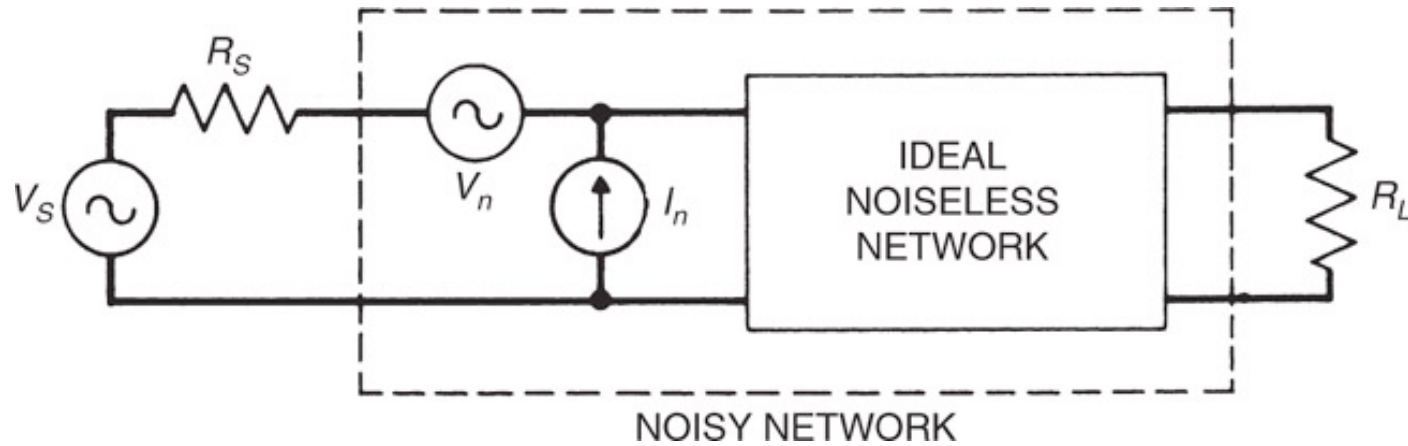 R_S
V_S
V_n
I_n
IDEAL
NOISELESS
NETWORK
R_L
NOISY NETWORK